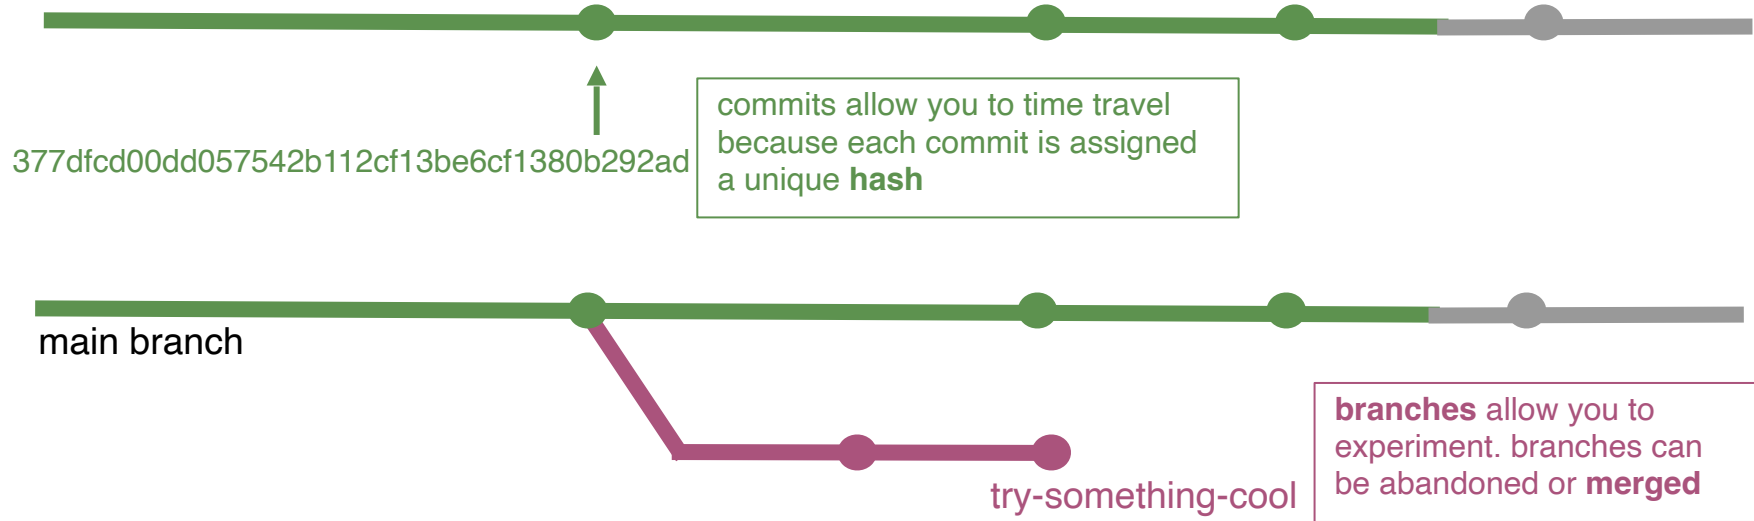 commits allow you to time travel
because each commit is assigned
a unique hash
377dfcd00dd057542b112cf13be6cf1380b292ad
main branch
branches allow you to
experiment. branches can
be abandoned or merged
try-something-cool